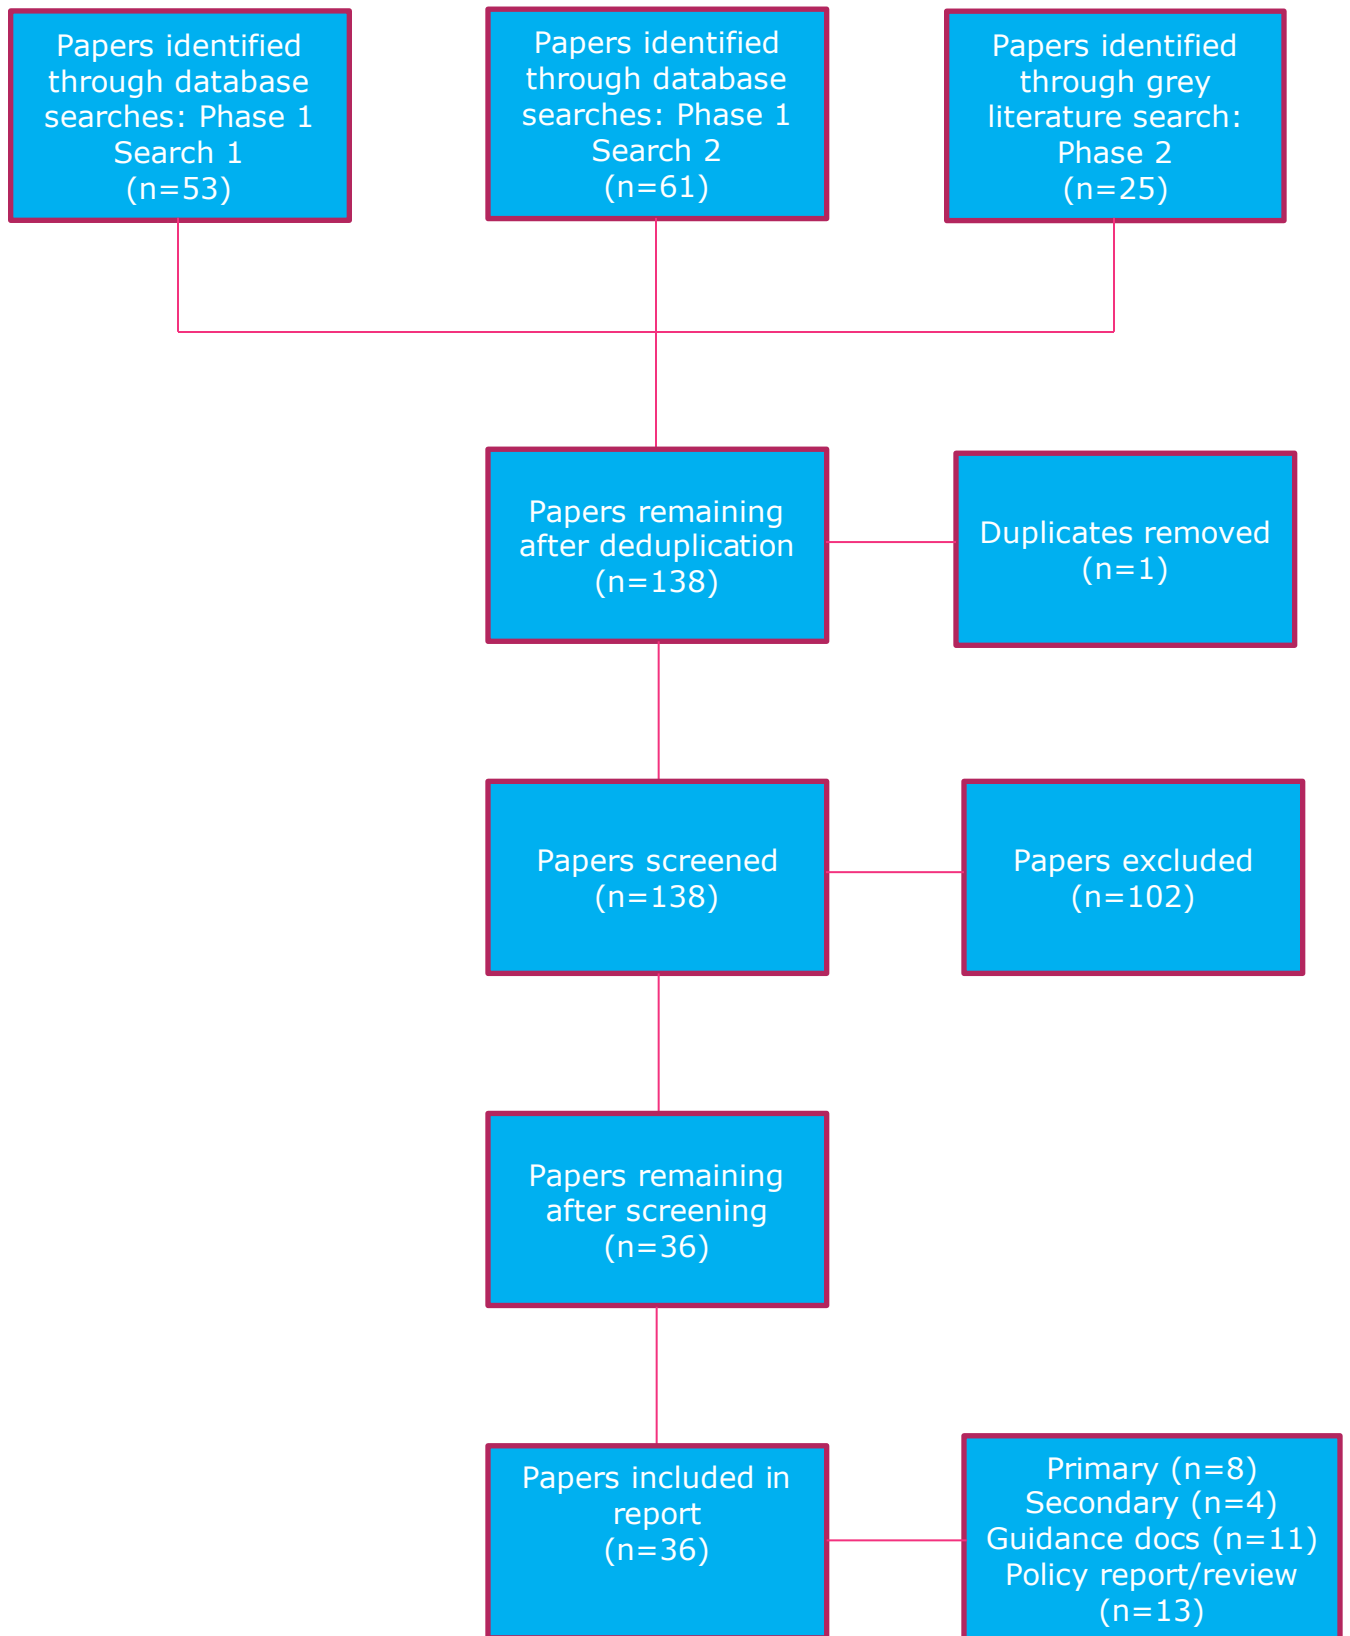 Papers identified
through database
searches: Phase 1
Search 1
(n=53)
Papers identified
through database
searches: Phase 1
Search 2
(n=61)
Papers identified
through grey
literature search:
Phase 2
(n=25)
Papers remaining
after deduplication
(n=138)
Duplicates removed
(n=1)
Papers screened
(n=138)
Papers excluded
(n=102)
Papers remaining
after screening
(n=36)
Papers included in
report
(n=36)
Primary (n=8)
Secondary (n=4)
Guidance docs (n=11)
Policy report/review
(n=13)